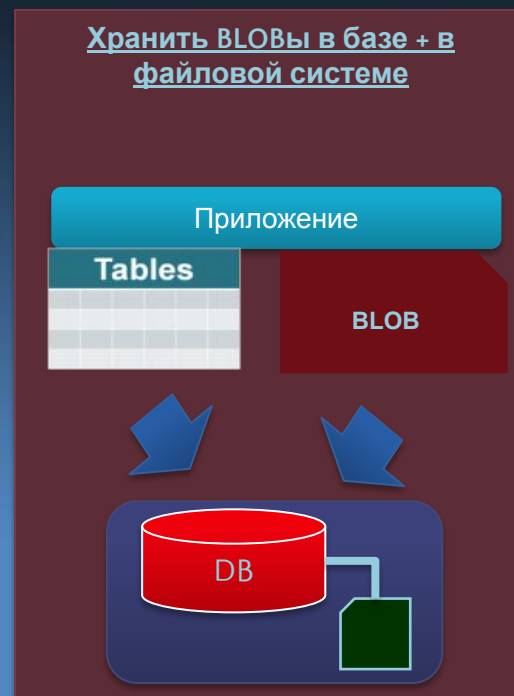 Хранить BLOBы в базе + в
файловой системе
Приложение
Tables
BLOB
DB